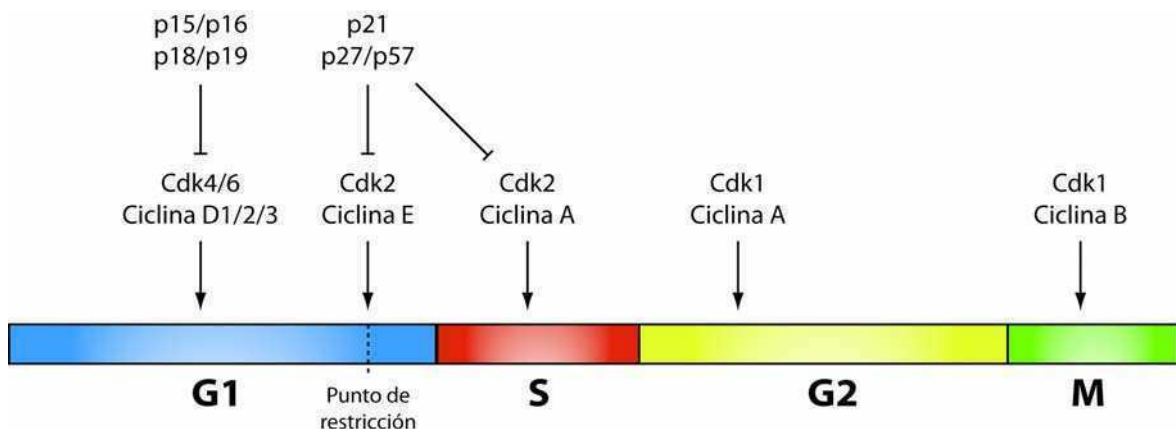 p15/p16
p18/p19
p21
p27/p57
Cdk4/6
Ciclina D1/2/3
Cdk2
Ciclina E
Cdk2
Ciclina A
Cdk1
Ciclina A
Cdk1
Ciclina B
G1
Punto de
restricción
S
G2
M